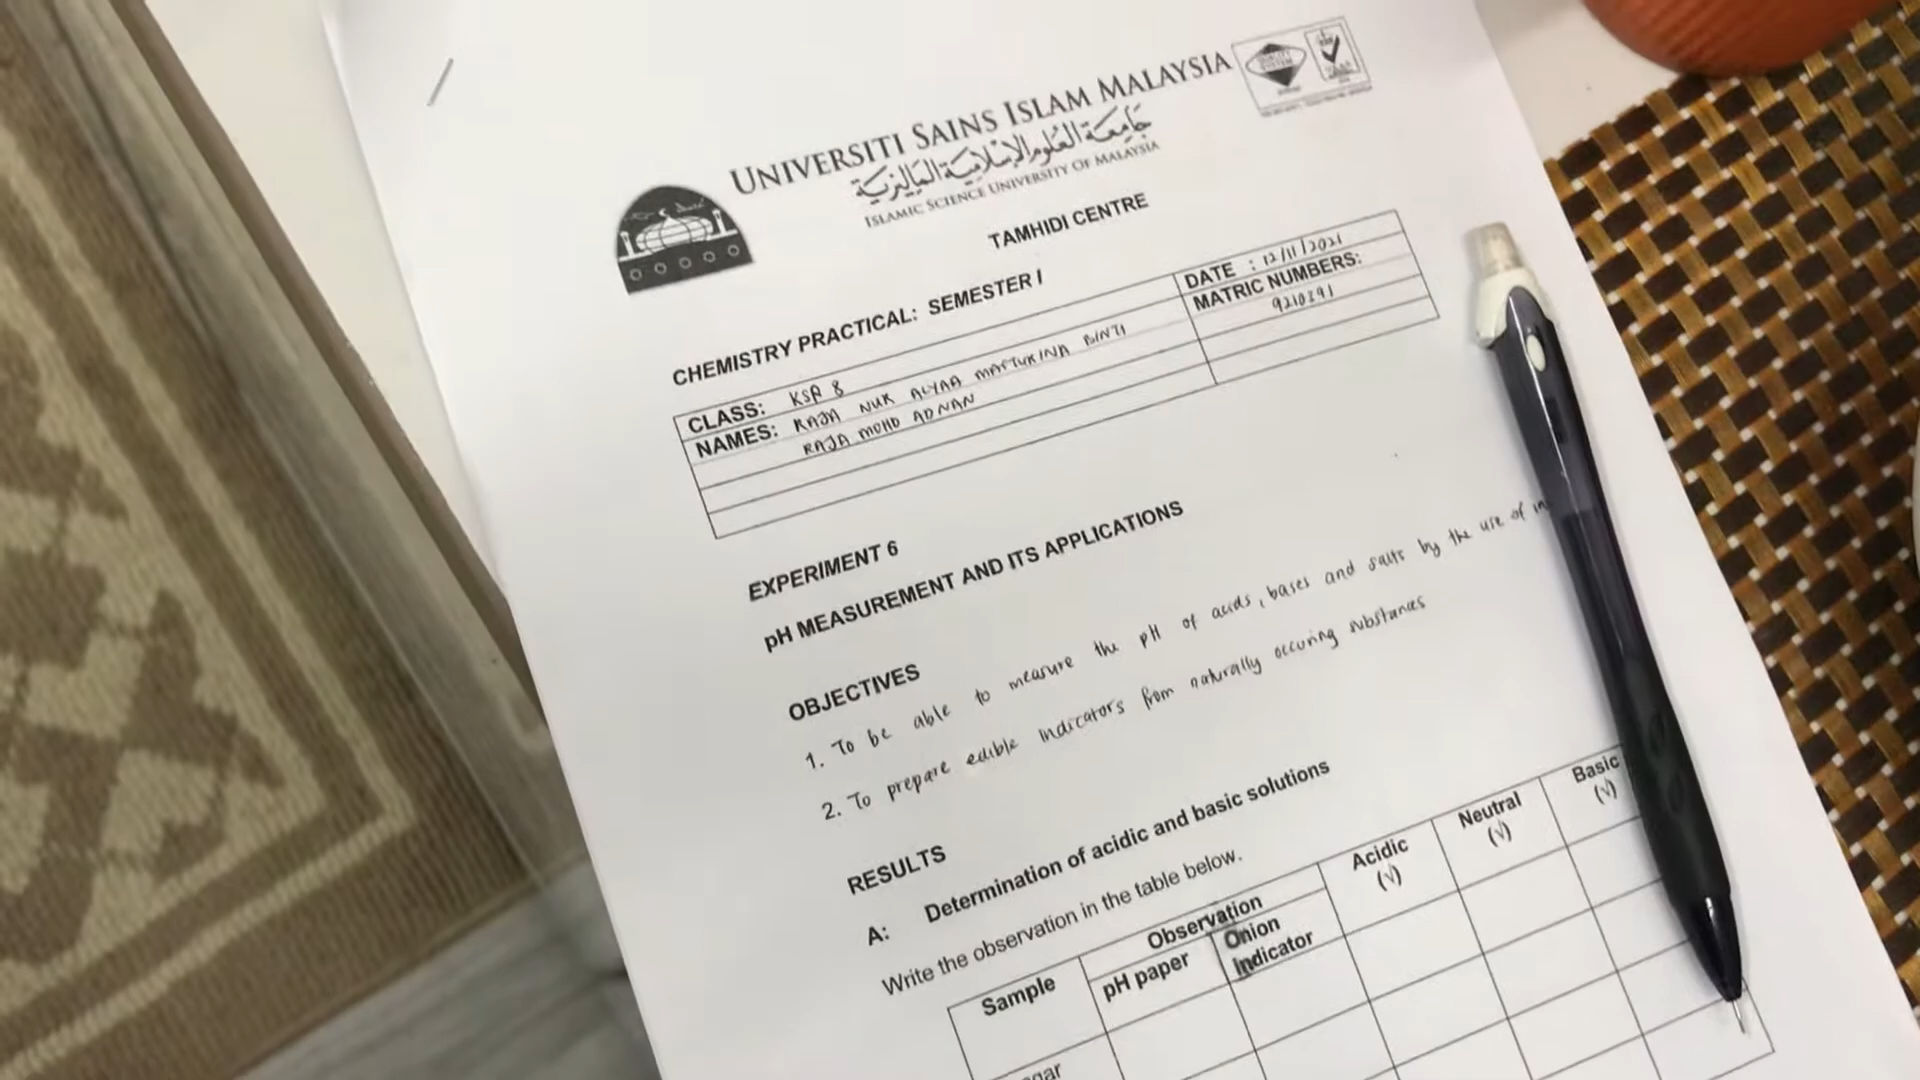 UNIVERSITI SAINS ISLAM MALAYSIA
جامعة العلوم الإسلامية الماليزية
ISLAMIC SCIENCE UNIVERSITY OF MALAYSIA
TAMHIDI CENTRE
CHEMISTRY PRACTICAL: SEMESTER I
CLASS: KSA 8
DATE : 12/11/2021
NAMES: RAJA NUR ALYAA MASTURINA BINTI
RAJA MOHD ADNAN
MATRIC NUMBERS:
9210391
EXPERIMENT 6
pH MEASUREMENT AND ITS APPLICATIONS
OBJECTIVES
1. To be able to measure the pH of acids, bases and salts by the use of in
2. To prepare edible indicators from naturally occuring substances
RESULTS
A: Determination of acidic and basic solutions
Write the observation in the table below.
Sample
Observation
pH paper
Onion Indicator
Acidic (√)
Neutral (√)
Basic (√)